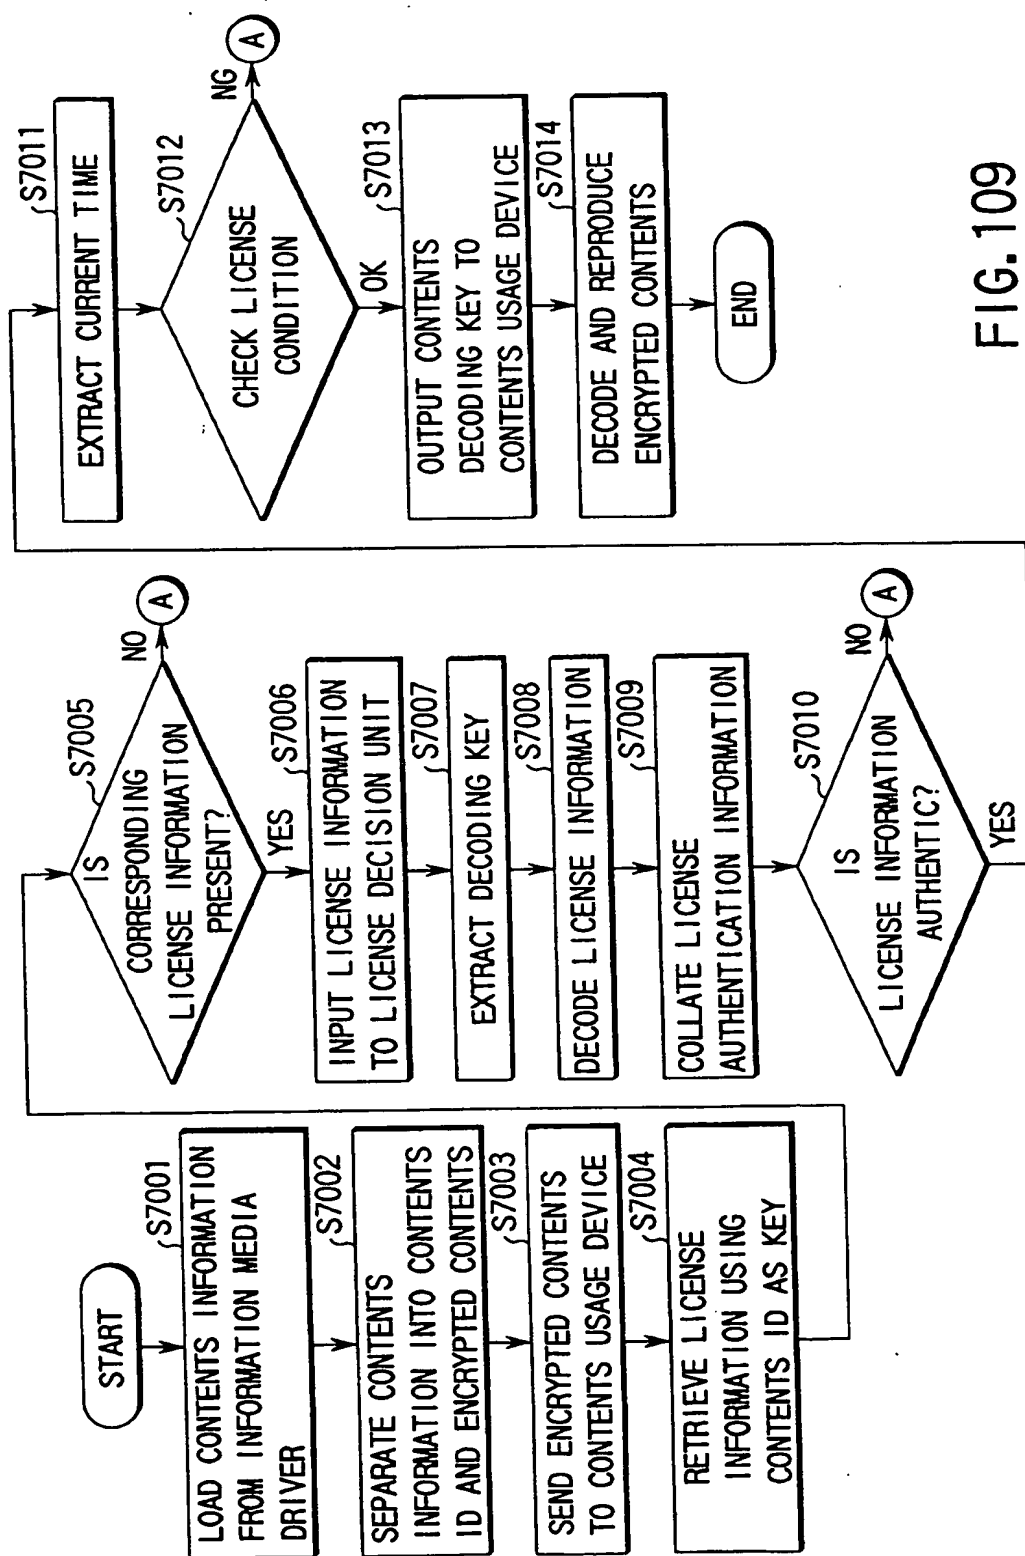 START
S7001
LOAD CONTENTS INFORMATION
FROM INFORMATION MEDIA
DRIVER
S7002
SEPARATE CONTENTS
INFORMATION INTO CONTENTS
ID AND ENCRYPTED CONTENTS
S7003
SEND ENCRYPTED CONTENTS
TO CONTENTS USAGE DEVICE
S7004
RETRIEVE LICENSE
INFORMATION USING
CONTENTS ID AS KEY
S7005
IS
CORRESPONDING
LICENSE INFORMATION
PRESENT?
NO
A
YES
S7006
INPUT LICENSE INFORMATION
TO LICENSE DECISION UNIT
S7007
EXTRACT DECODING KEY
S7008
DECODE LICENSE INFORMATION
S7009
COLLATE LICENSE
AUTHENTICATION INFORMATION
S7010
IS
LICENSE INFORMATION
AUTHENTIC?
NO
A
YES
S7011
EXTRACT CURRENT TIME
S7012
CHECK LICENSE
CONDITION
NG
A
OK
S7013
OUTPUT CONTENTS
DECODING KEY TO
CONTENTS USAGE DEVICE
S7014
DECODE AND REPRODUCE
ENCRYPTED CONTENTS
END
FIG. 109